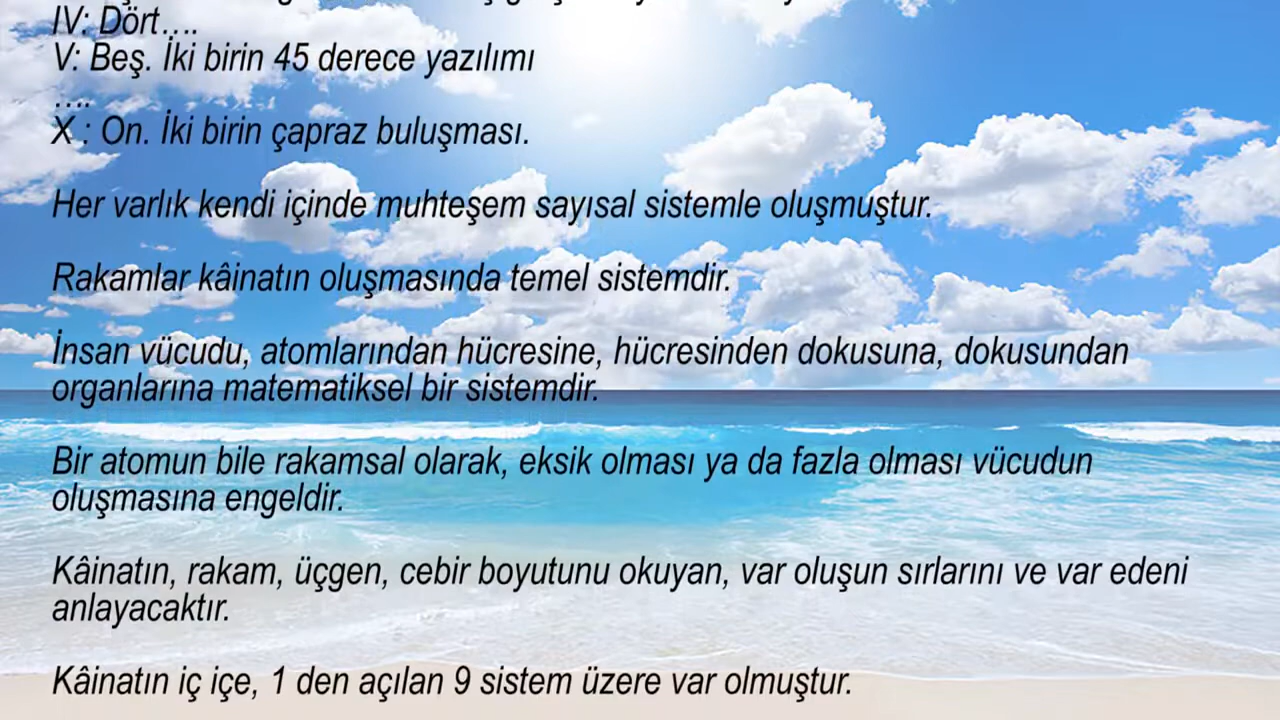 IV: Dört….
V: Beş. İki birin 45 derece yazılımı
….
X : On. İki birin çapraz buluşması.
Her varlık kendi içinde muhteşem sayısal sistemle oluşmuştur.
Rakamlar kâinatın oluşmasında temel sistemdir.
İnsan vücudu, atomlarından hücresine, hücresinden dokusuna, dokusundan
organlarına matematiksel bir sistemdir.
Bir atomun bile rakamsal olarak, eksik olması ya da fazla olması vücudun
oluşmasına engeldir.
Kâinatın, rakam, üçgen, cebir boyutunu okuyan, var oluşun sırlarını ve var edeni
anlayacaktır.
Kâinatın iç içe, 1 den açılan 9 sistem üzere var olmuştur.